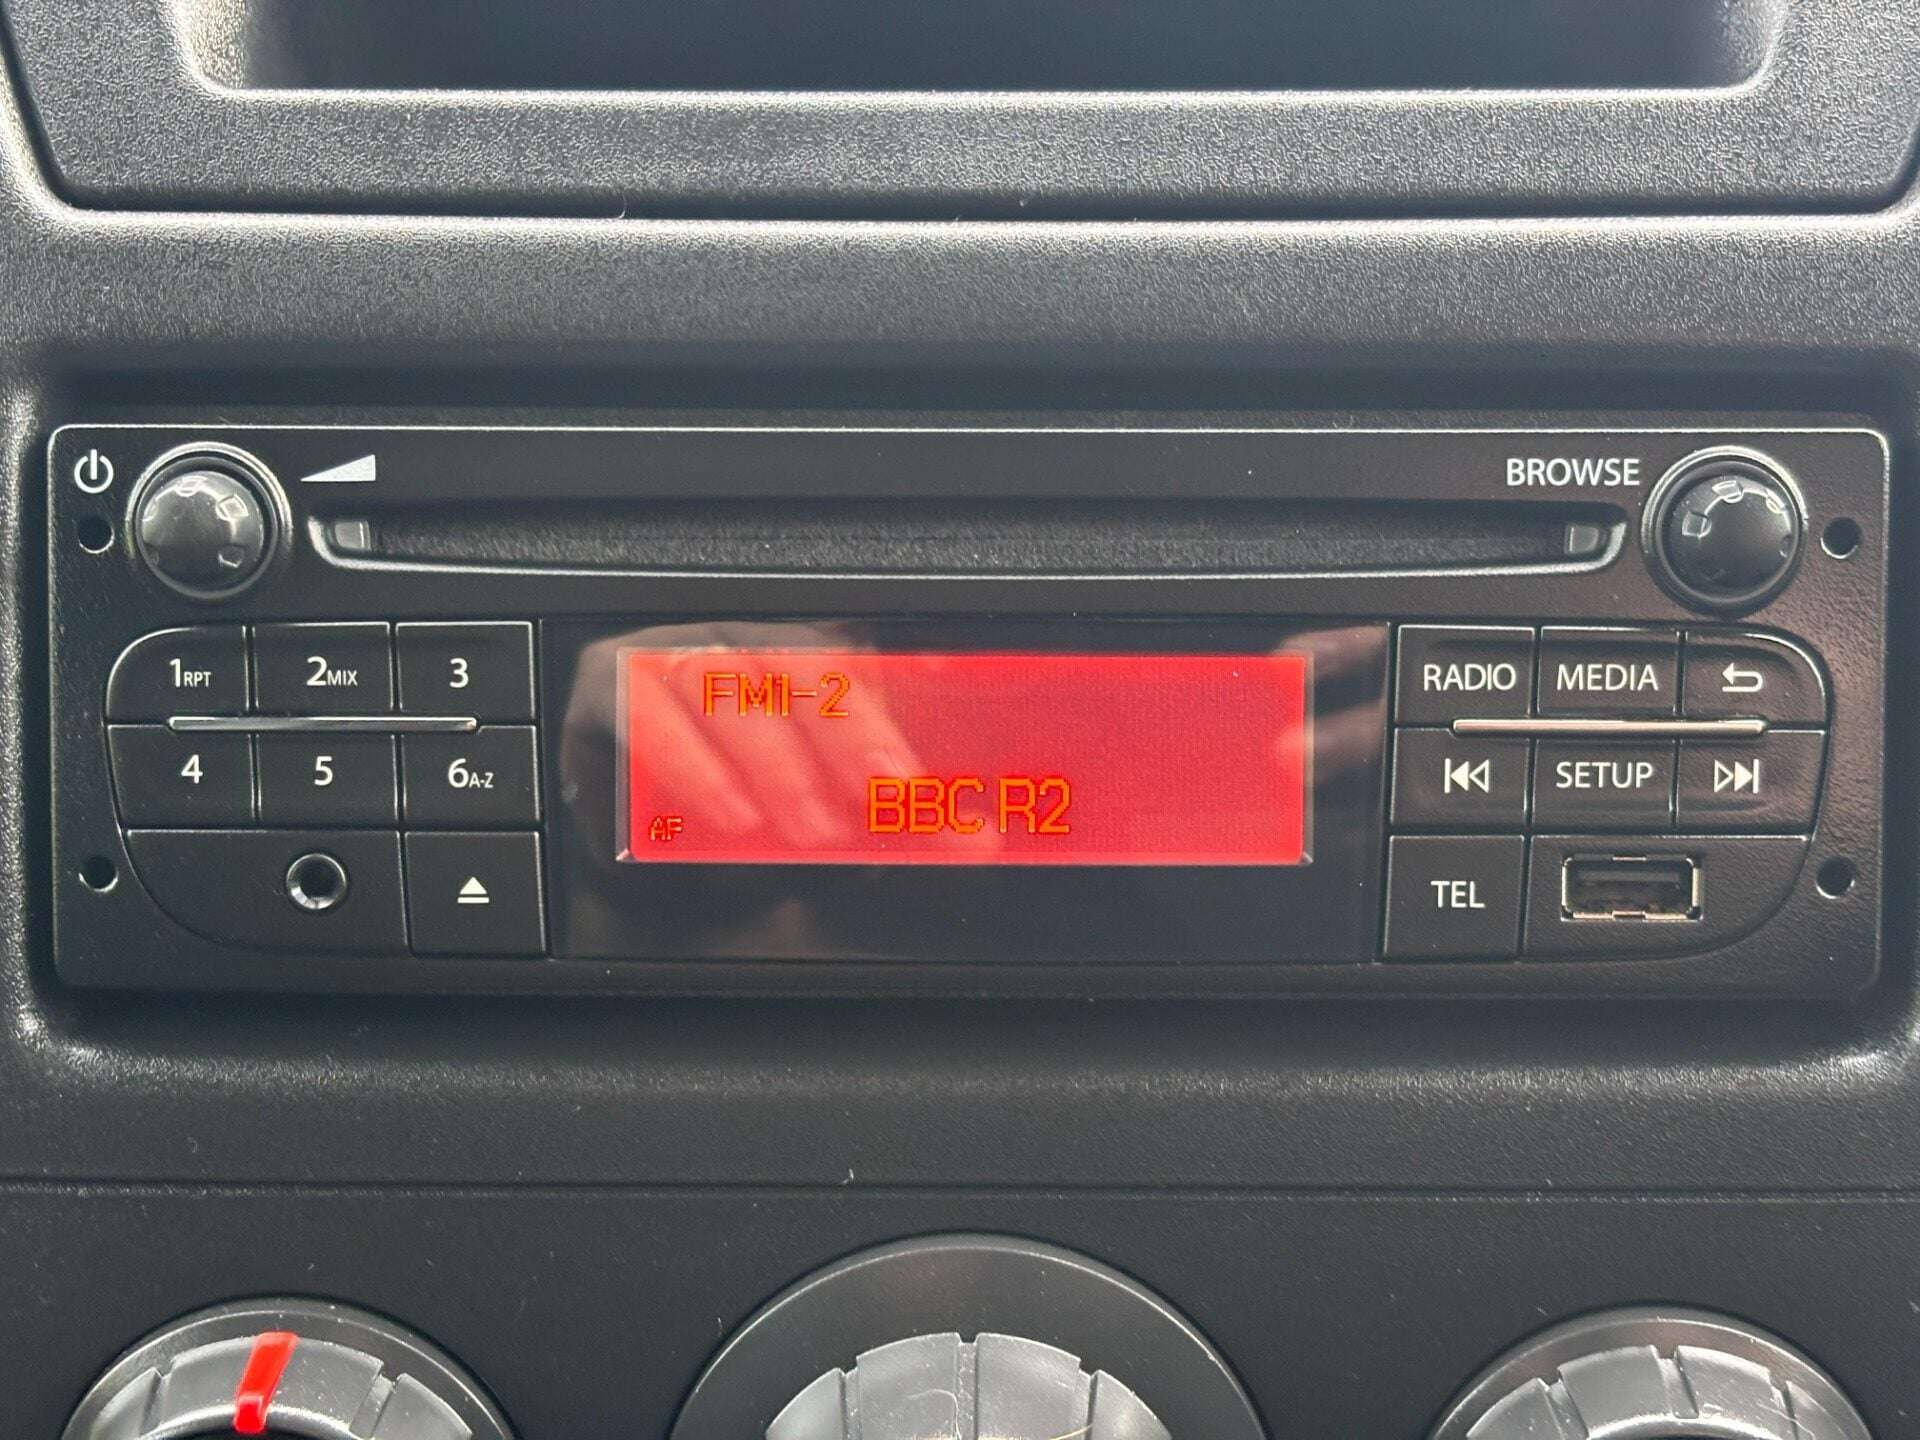 BROWSE
1RPT 2MIX 3
4 5 6A-Z
FM1-2
BBC R2
AF
RADIO MEDIA
SETUP
TEL